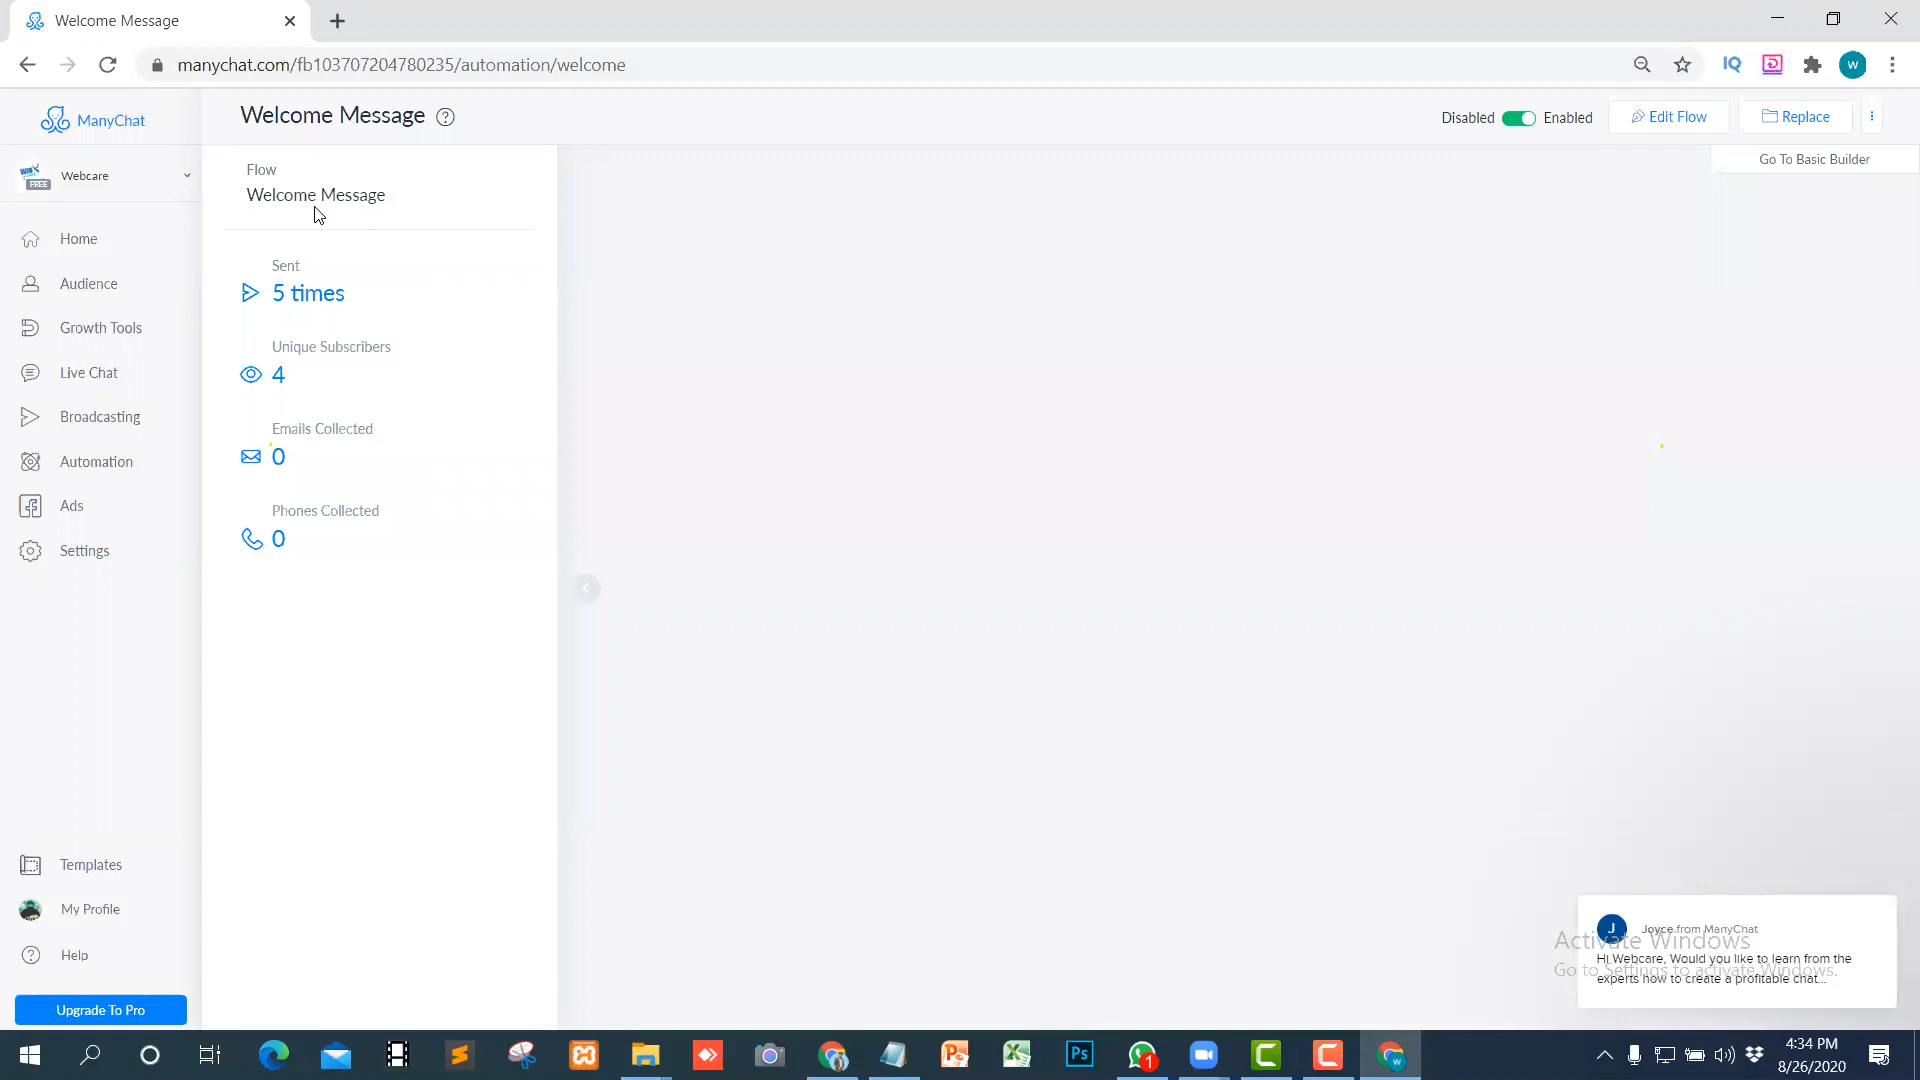 Welcome Message
manychat.com/fb103707204780235/automation/welcome
IQ
W
ManyChat
Welcome Message ?
Disabled Enabled Edit Flow Replace
Go To Basic Builder
FREE Webcare
Flow
Welcome Message
Home
Audience
Growth Tools
Live Chat
Broadcasting
Automation
Ads
Settings
Sent
5 times
Unique Subscribers
4
Emails Collected
0
Phones Collected
0
Templates
My Profile
Help
Upgrade To Pro
J Joyce from ManyChat
Hi Webcare, Would you like to learn from the
experts how to create a profitable chat...
Activate Windows
Go to Settings to activate Windows.
Ps
1
4:34 PM
8/26/2020